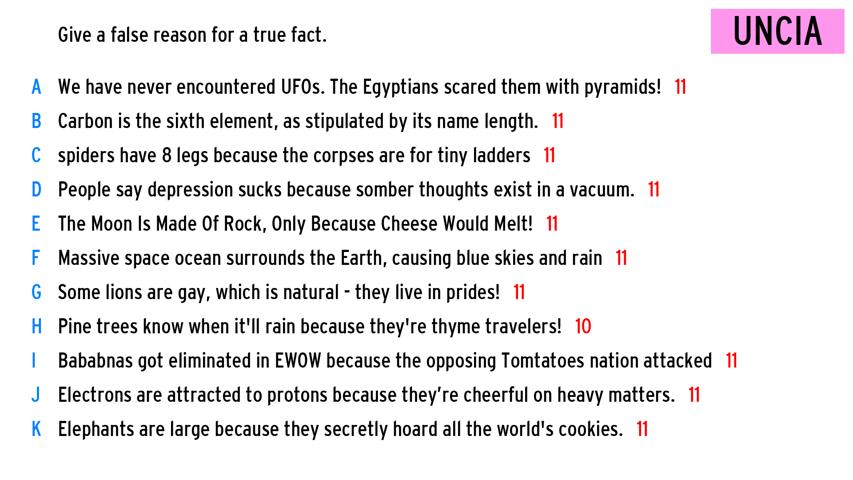 Give a false reason for a true fact.
UNCIA
A We have never encountered UFOs. The Egyptians scared them with pyramids! 11
B Carbon is the sixth element, as stipulated by its name length. 11
C spiders have 8 legs because the corpses are for tiny ladders 11
D People say depression sucks because somber thoughts exist in a vacuum. 11
E The Moon Is Made Of Rock, Only Because Cheese Would Melt! 11
F Massive space ocean surrounds the Earth, causing blue skies and rain 11
G Some lions are gay, which is natural - they live in prides! 11
H Pine trees know when it'll rain because they're thyme travelers! 10
I Bababnas got eliminated in EWOW because the opposing Tomtatoes nation attacked 11
J Electrons are attracted to protons because they’re cheerful on heavy matters. 11
K Elephants are large because they secretly hoard all the world's cookies. 11